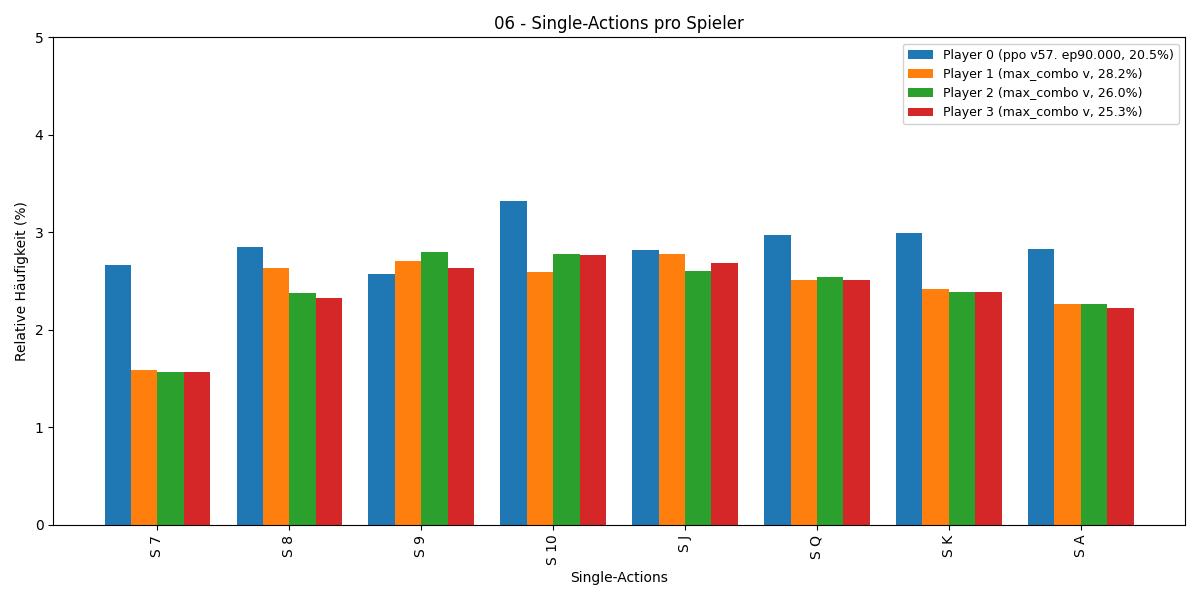 06 - Single-Actions pro Spieler
Player 0 (ppo v57. ep90.000, 20.5%)
Player 1 (max_combo v, 28.2%)
Player 2 (max_combo v, 26.0%)
Player 3 (max_combo v, 25.3%)
Relative Häufigkeit (%)
5
4
3
2
1
0
S 7
S 8
S 9
S 10
S J
S Q
S K
S A
Single-Actions